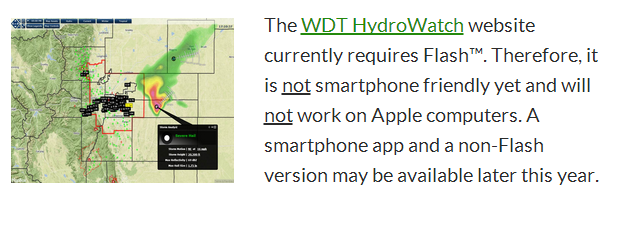 The WDT HydroWatch website
currently requires Flash™. Therefore, it
is not smartphone friendly yet and will
not work on Apple computers. A
smartphone app and a non-Flash
version may be available later this year.